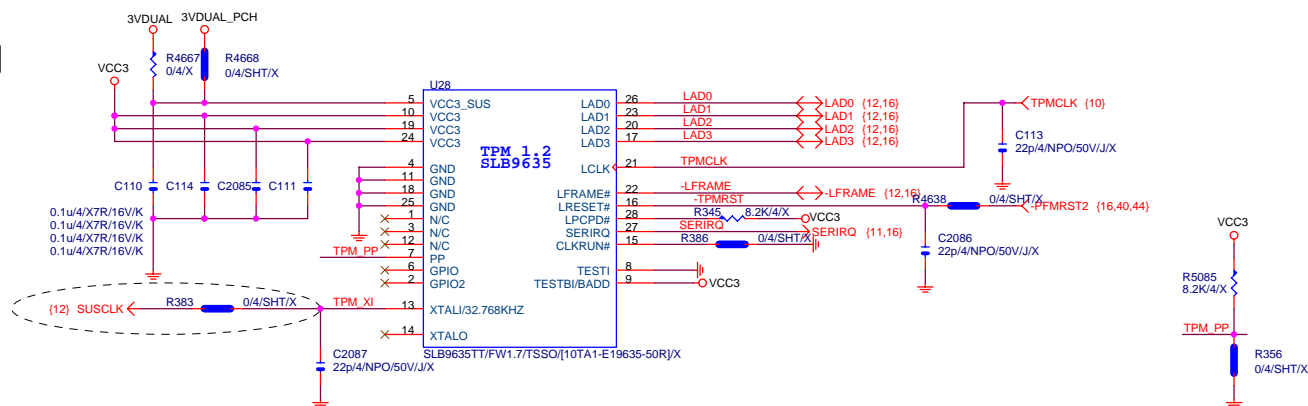 3VDUAL
3VDUAL_PCH
R4667
0/4/X
R4668
0/4/SHT/X
VCC3
C110
C114
C2085
C111
0.1u/4/X7R/16V/K
0.1u/4/X7R/16V/K
0.1u/4/X7R/16V/K
0.1u/4/X7R/16V/K
U28
TPM 1.2
SLB9635
5 VCC3_SUS
10 VCC3
19 VCC3
24 VCC3
4 GND
11 GND
18 GND
25 GND
1 N/C
3 N/C
12 N/C
TPM_PP 7 PP
6 GPIO
2 GPIO2
{12} SUSCLK R383 0/4/SHT/X TPM_XI 13 XTALI/32.768KHZ
14 XTALO
C2087
22p/4/NPO/50V/J/X
SLB9635TT/FW1.7/TSSO/[10TA1-E19635-50R]/X
LAD0 26 LAD0 LAD0 {12,16}
LAD1 23 LAD1 LAD1 {12,16}
LAD2 20 LAD2 LAD2 {12,16}
LAD3 17 LAD3 LAD3 {12,16}
LCLK 21 TPMCLK
TPMCLK {10}
C113
22p/4/NPO/50V/J/X
LFRAME# 22 -LFRAME -LFRAME {12,16}
LRESET# 16 -TPMRST R4638 0/4/SHT/X -PFMRST2 {16,40,44}
LPCPD# 28 R345 8.2K/4/X VCC3
SERIRQ 27 SERIRQ SERIRQ {11,16}
CLKRUN# 15 R386 0/4/SHT/X
C2086
22p/4/NPO/50V/J/X
TESTI 8
TESTBI/BADD 9 VCC3
VCC3
R5085
8.2K/4/X
TPM_PP
R356
0/4/SHT/X